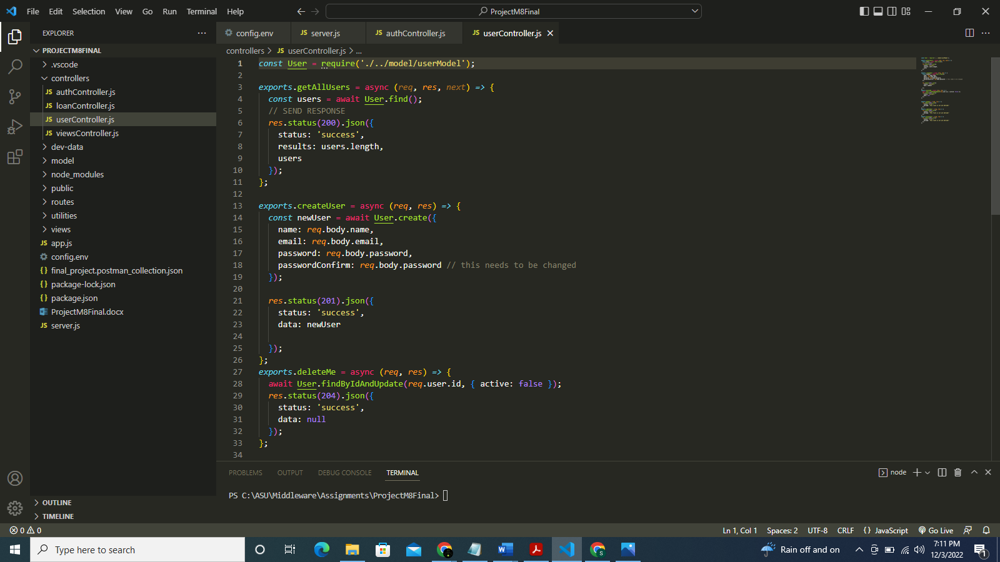 File Edit Selection View Go Run Terminal Help
ProjectM8Final
EXPLORER
PROJECTM8FINAL
.vscode
controllers
JS authController.js
JS loanController.js
JS userController.js
JS viewsController.js
dev-data
model
node_modules
public
routes
utilities
views
JS app.js
config.env
{} final_project.postman_collection.json
{} package-lock.json
{} package.json
ProjectM8Final.docx
JS server.js
OUTLINE
TIMELINE
config.env JS server.js JS authController.js JS userController.js
controllers > JS userController.js > ...
1 const User = require('./../model/userModel');
2
3 exports.getAllUsers = async (req, res, next) => {
4 const users = await User.find();
5 // SEND RESPONSE
6 res.status(200).json({
7 status: 'success',
8 results: users.length,
9 users
10 });
11 };
12
13 exports.createUser = async (req, res) => {
14 const newUser = await User.create({
15 name: req.body.name,
16 email: req.body.email,
17 password: req.body.password,
18 passwordConfirm: req.body.password // this needs to be changed
19 });
20
21 res.status(201).json({
22 status: 'success',
23 data: newUser
24
25 });
26 };
27 exports.deleteMe = async (req, res) => {
28 await User.findByIdAndUpdate(req.user.id, { active: false });
29 res.status(204).json({
30 status: 'success',
31 data: null
32 });
33 };
34
PROBLEMS OUTPUT DEBUG CONSOLE TERMINAL
node
PS C:\ASU\Middleware\Assignments\ProjectM8Final>
0 0
Ln 1, Col 1 Spaces: 2 UTF-8 CRLF {} JavaScript Go Live
Type here to search
Rain off and on
7:11 PM
12/3/2022
1